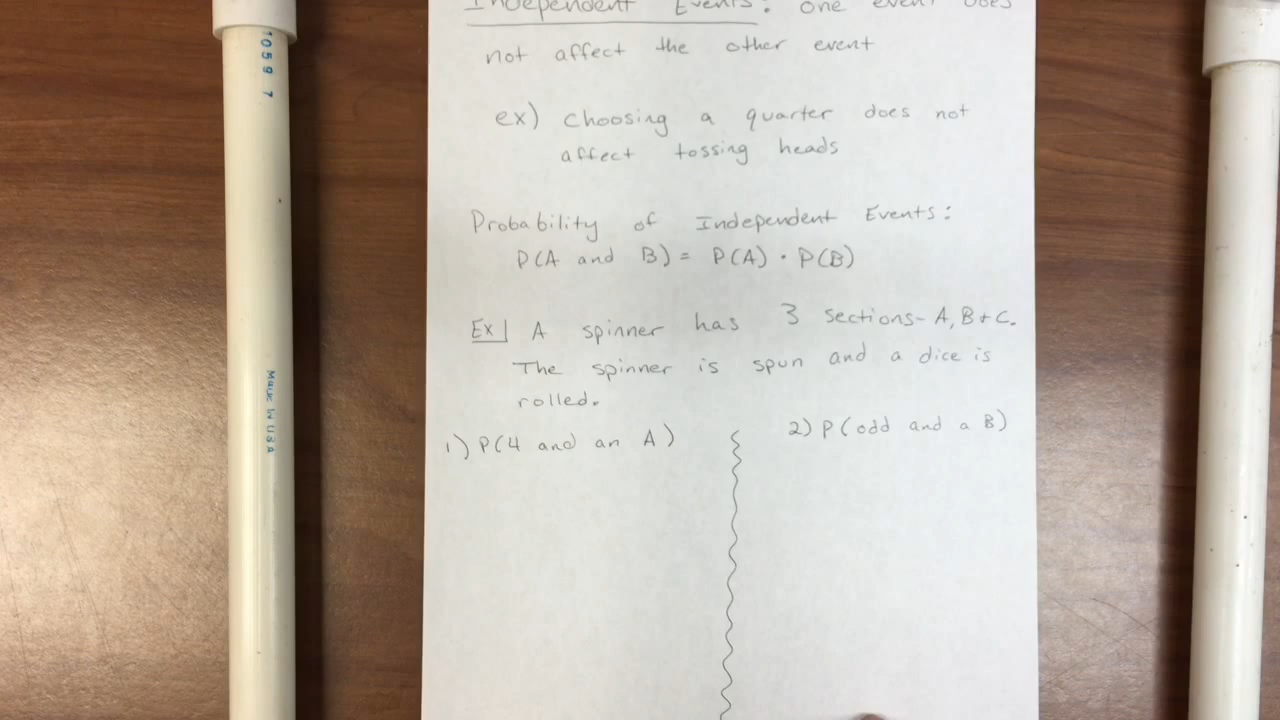 Independent Events: one event does
not affect the other event
ex) choosing a quarter does not
affect tossing heads
Probability of Independent Events:
P(A and B) = P(A) · P(B)
Ex| A spinner has 3 sections- A, B + C.
The spinner is spun and a dice is
rolled.
1) P(4 and an A)
2) P(odd and a B)
1059 7
MADE IN USA